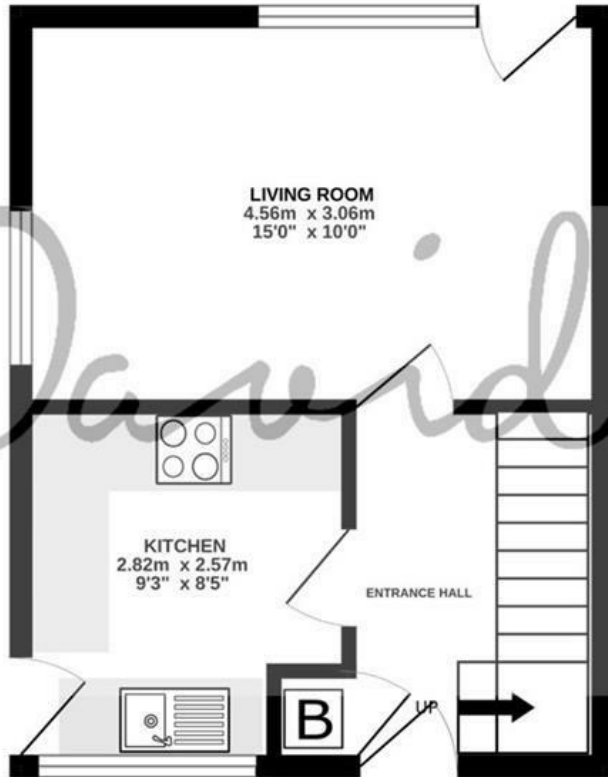 LIVING ROOM
4.56m x 3.06m
15'0" x 10'0"
David
KITCHEN
2.82m x 2.57m
9'3" x 8'5"
ENTRANCE HALL
B
UP